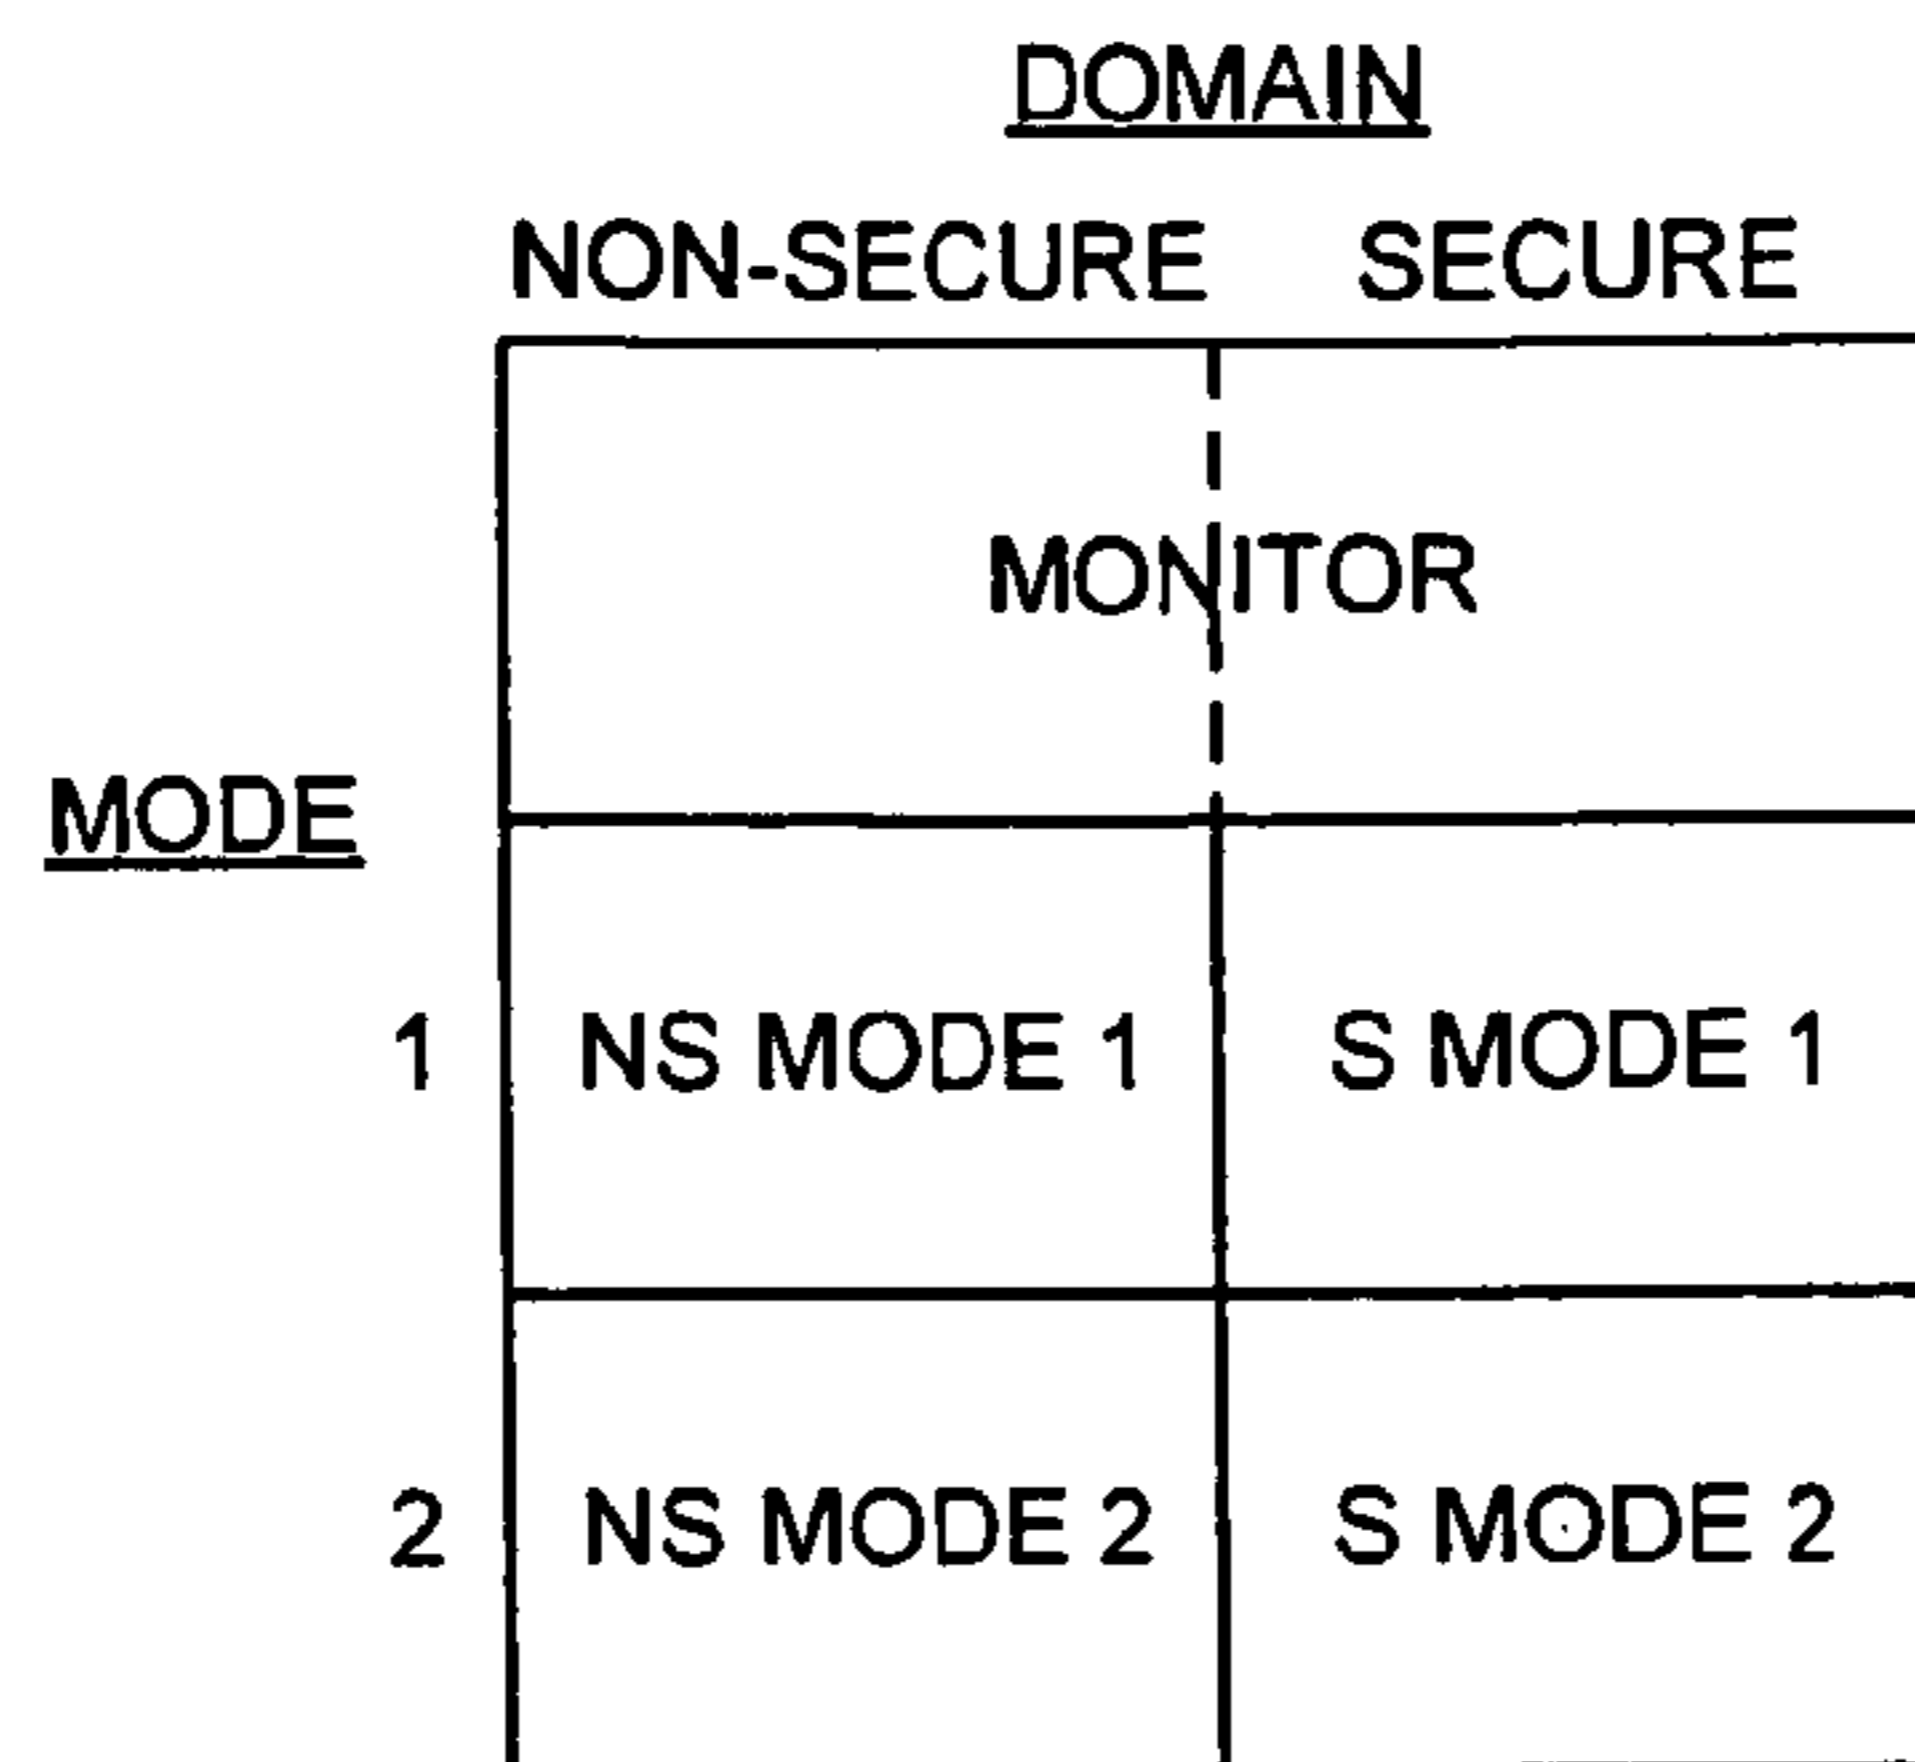 DOMAIN
NON-SECURE SECURE
MONITOR
MODE
1 NS MODE 1 S MODE 1
2 NS MODE 2 S MODE 2